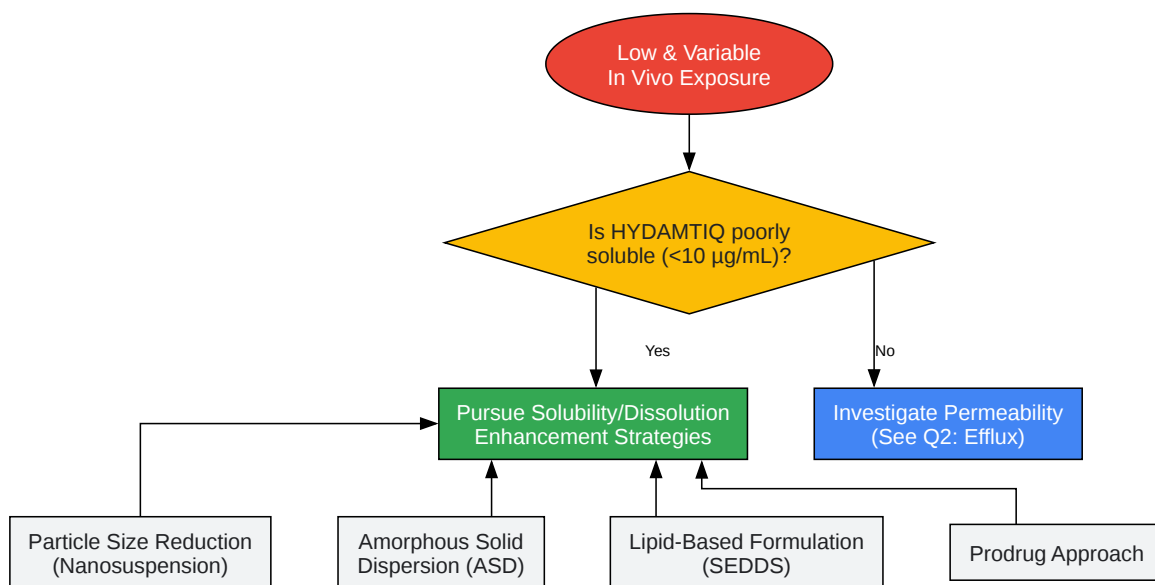 Low & Variable
In Vivo Exposure
Is HYDAMTIQ poorly
soluble (<10 µg/mL)?
Yes
No
Pursue Solubility/Dissolution
Enhancement Strategies
Investigate Permeability
(See Q2: Efflux)
Particle Size Reduction
(Nanosuspension)
Amorphous Solid
Dispersion (ASD)
Lipid-Based Formulation
(SEDDS)
Prodrug Approach